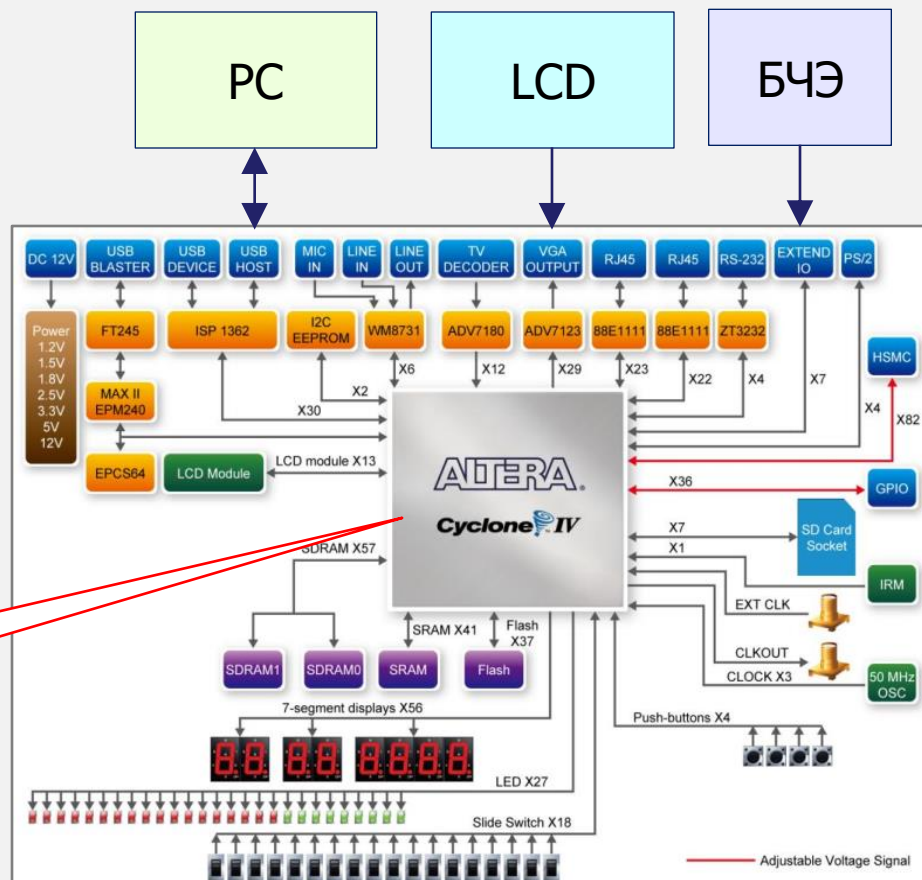 PC
LCD
БЧЭ
DC 12V
USB
BLASTER
USB
DEVICE
USB
HOST
MIC
IN
LINE
IN
LINE
OUT
TV
DECODER
VGA
OUTPUT
RJ45
RJ45
RS-232
EXTEND
IO
PS/2
Power
1.2V
1.5V
1.8V
2.5V
3.3V
5V
12V
FT245
ISP 1362
I2C
EEPROM
WM8731
ADV7180
ADV7123
88E1111
88E1111
ZT3232
HSMC
MAX II
EPM240
X30
X2
X6
X12
X29
X23
X22
X4
X7
X4
X82
EPCS64
LCD Module
LCD module X13
ALTERA.
Cyclone IV
X36
GPIO
X7
SD Card
Socket
X1
IRM
SDRAM X57
EXT CLK
SRAM X41
Flash
X37
CLKOUT
CLOCK X3
50 MHz
OSC
SDRAM1
SDRAM0
SRAM
Flash
7-segment displays X56
Push-buttons X4
88
88
8888
LED X27
Slide Switch X18
Adjustable Voltage Signal